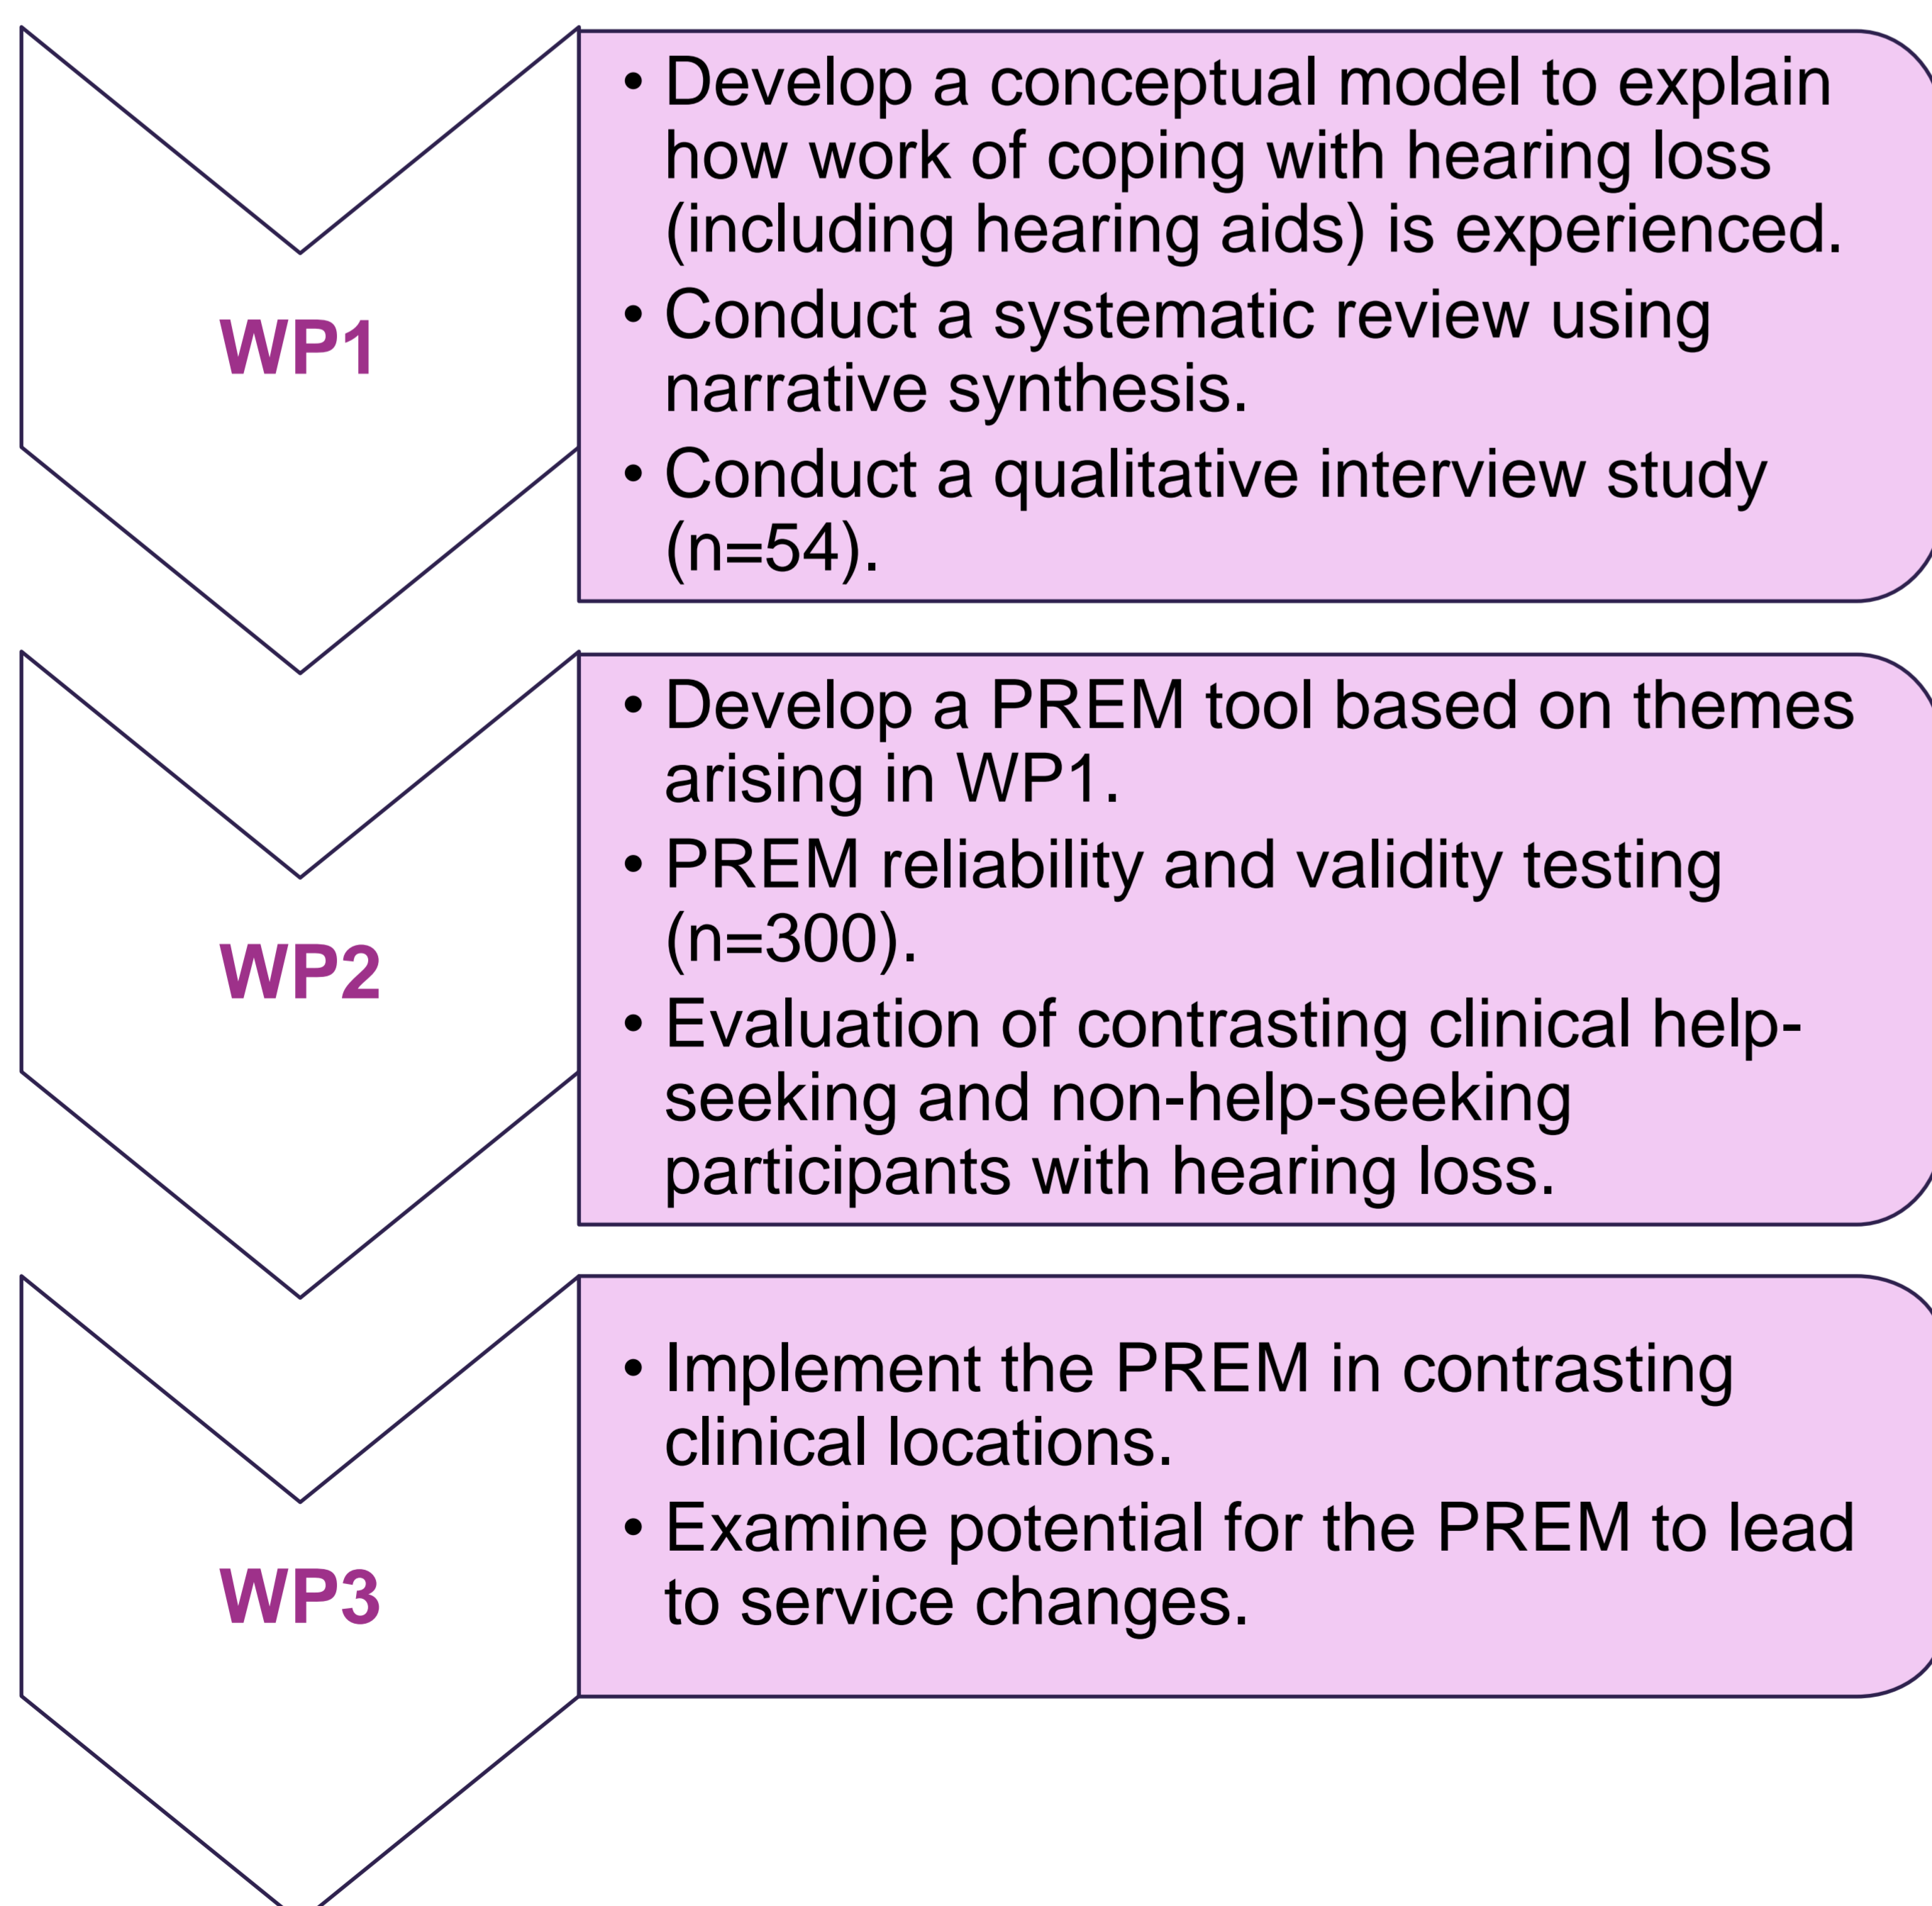 WP1
• Develop a conceptual model to explain
how work of coping with hearing loss
(including hearing aids) is experienced.
• Conduct a systematic review using
narrative synthesis.
• Conduct a qualitative interview study
(n=54).
WP2
• Develop a PREM tool based on themes
arising in WP1.
• PREM reliability and validity testing
(n=300).
• Evaluation of contrasting clinical help-
seeking and non-help-seeking
participants with hearing loss.
WP3
• Implement the PREM in contrasting
clinical locations.
• Examine potential for the PREM to lead
to service changes.